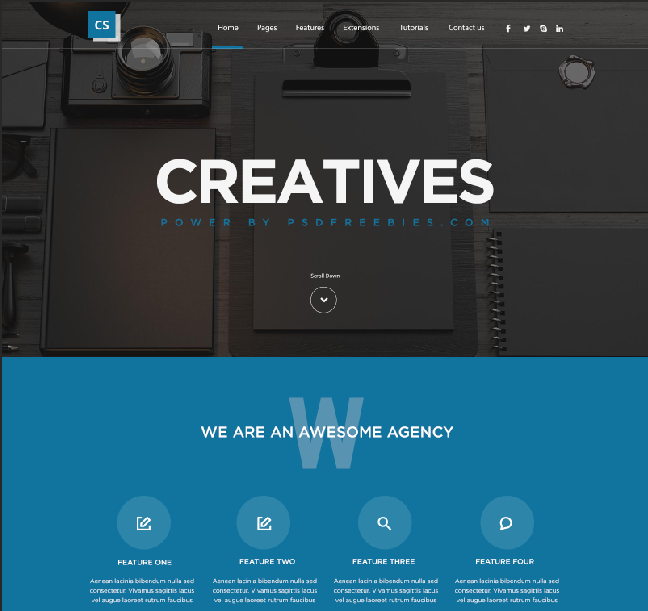 CS
Home Pages Features Extensions Tutorials Contact us
CREATIVES
POWER BY PSDFREEBIES.COM
Scroll Down
W
WE ARE AN AWESOME AGENCY
FEATURE ONE FEATURE TWO FEATURE THREE FEATURE FOUR
Aenean lacinia bibendum nulla sed Aenean lacinia bibendum nulla sed Aenean lacinia bibendum nulla sed Aenean lacinia bibendum nulla sed
consectetur. Vivamus sagittis lacus consectetur. Vivamus sagittis lacus consectetur. Vivamus sagittis lacus consectetur. Vivamus sagittis lacus
vel augue laoreet rutrum faucibus vel augue laoreet rutrum faucibus vel augue laoreet rutrum faucibus vel augue laoreet rutrum faucibus